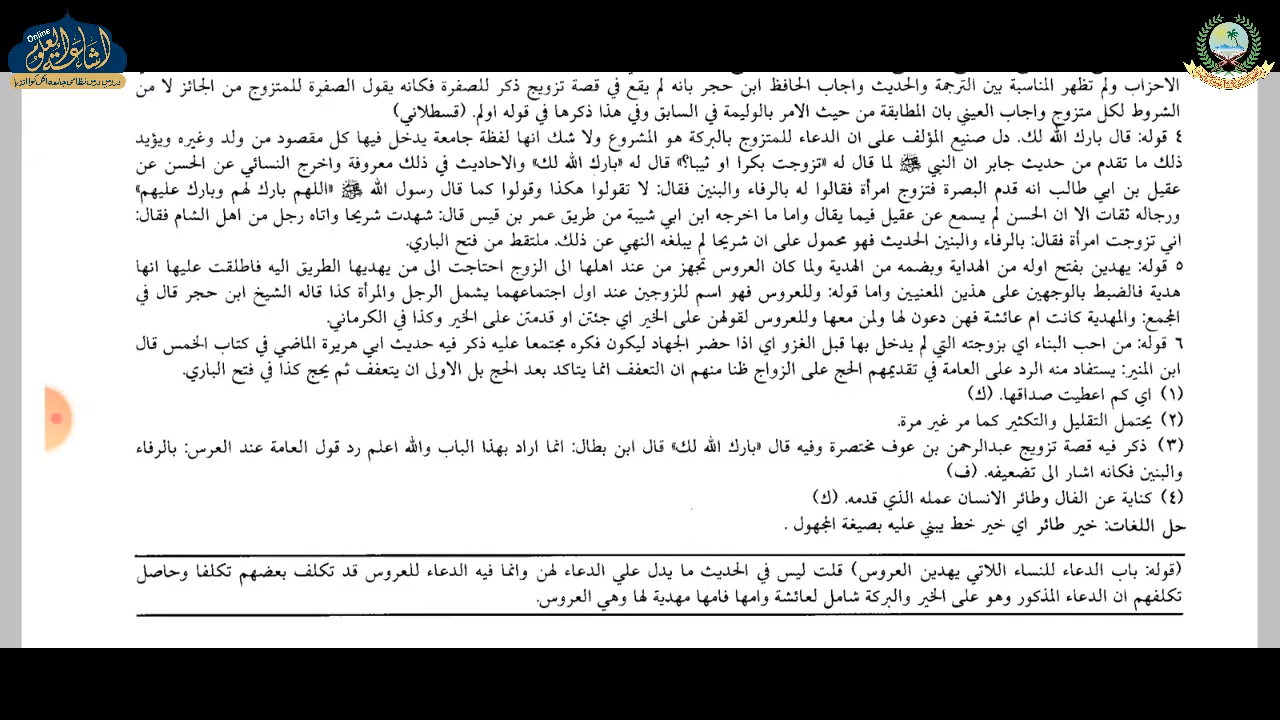 Online
اشاعة العلوم
الاحزاب ولم تظهر المناسبة بين الترجمة والحديث واجاب الحافظ ابن حجر بانه لم يقع في قصة تزويج ذكر للصفرة فكانه يقول الصفرة للمتزوج من الجائز لا من
الشروط لكل متزوج واجاب العيني بان المطابقة من حيث الامر بالوليمة في السابق وفي هذا ذكرها في قوله اولم. (قسطلاني)
٤ قوله: قال بارك الله لك. دل صنيع المؤلف على ان الدعاء للمتزوج بالبركة هو المشروع ولا شك انها لفظة جامعة يدخل فيها كل مقصود من ولد وغيره ويؤيد
ذلك ما تقدم من حديث جابر ان النبي ﷺ لما قال له «تزوجت بكرا او ثيبا؟» قال له «بارك الله لك» والاحاديث في ذلك معروفة واخرج النسائي عن الحسن عن
عقيل بن ابي طالب انه قدم البصرة فتزوج امرأة فقالوا له بالرفاء والبنين فقال: لا تقولوا هكذا وقولوا كما قال رسول الله ﷺ «اللهم بارك لهم وبارك عليهم»
ورجاله ثقات الا ان الحسن لم يسمع عن عقيل فيما يقال واما ما اخرجه ابن ابي شيبة من طريق عمر بن قيس قال: شهدت شريحا واتاه رجل من اهل الشام فقال:
اني تزوجت امرأة فقال: بالرفاء والبنين الحديث فهو محمول على ان شريحا لم يبلغه النهي عن ذلك. ملتقط من فتح الباري.
٥ قوله: يهدين بفتح اوله من الهداية وبضمه من الهدية ولما كان العروس تجهز من عند اهلها الى الزوج احتاجت الى من يهديها الطريق اليه فاطلقت عليها انها
هدية فالضبط بالوجهين على هذين المعنيين واما قوله: وللعروس فهو اسم للزوجين عند اول اجتماعهما يشمل الرجل والمرأة كذا قاله الشيخ ابن حجر قال في
المجمع: والمهدية كانت ام عائشة فهن دعون لها ولمن معها وللعروس لقولهن على الخير اي جئتن او قدمتن على الخير وكذا في الكرماني.
٦ قوله: من احب البناء اي بزوجته التي لم يدخل بها قبل الغزو اي اذا حضر الجهاد ليكون فكره مجتمعا عليه ذكر فيه حديث ابي هريرة الماضي في كتاب الخمس قال
ابن المنير: يستفاد منه الرد على العامة في تقديمهم الحج على الزواج ظنا منهم ان التعفف انما يتاكد بعد الحج بل الاولى ان يتعفف ثم يحج كذا في فتح الباري.
(١) اي كم اعطيت صداقها. (ك)
(٢) يحتمل التقليل والتكثير كما مر غير مرة.
(٣) ذكر فيه قصة تزويج عبدالرحمن بن عوف مختصرة وفيه قال «بارك الله لك» قال ابن بطال: انما اراد بهذا الباب والله اعلم رد قول العامة عند العرس: بالرفاء
والبنين فكانه اشار الى تضعيفه. (ف)
(٤) كناية عن الفال وطائر الانسان عمله الذي قدمه. (ك)
حل اللغات: خير طائر اي خير خط يبني عليه بصيغة المجهول .
(قوله: باب الدعاء للنساء اللاتي يهدين العروس) قلت ليس في الحديث ما يدل علي الدعاء لهن وانما فيه الدعاء للعروس قد تكلف بعضهم تكلفا وحاصل
تكلفهم ان الدعاء المذكور وهو على الخير والبركة شامل لعائشة وامها فامها مهدية لها وهي العروس.